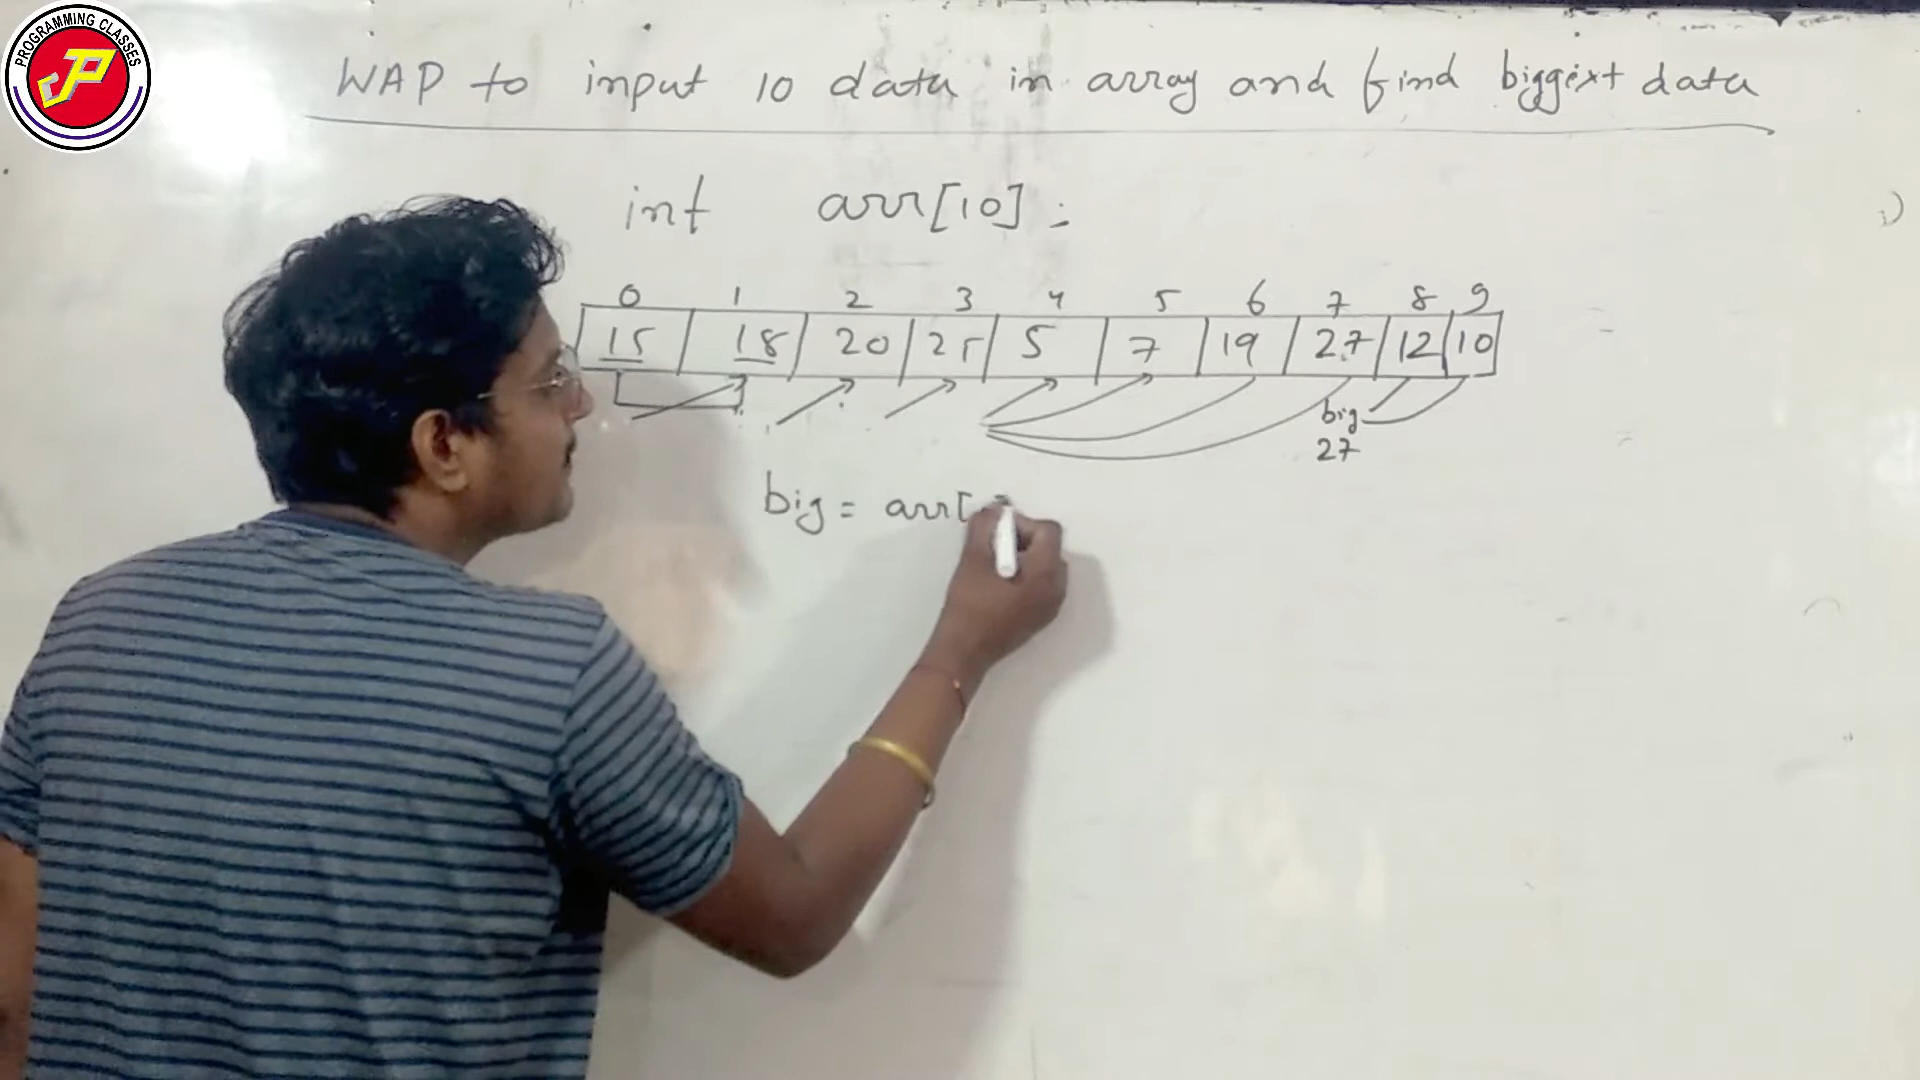 PROGRAMMING CLASSES
JP
WAP to input 10 data in array and find biggext data
int arr[10];
0 1 2 3 4 5 6 7 8 9
15 18 20 25 5 7 19 27 12 10
big
27
big = arr[